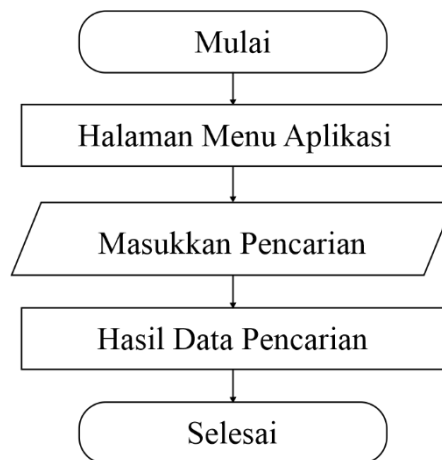 Mulai
Halaman Menu Aplikasi
Masukkan Pencarian
Hasil Data Pencarian
Selesai